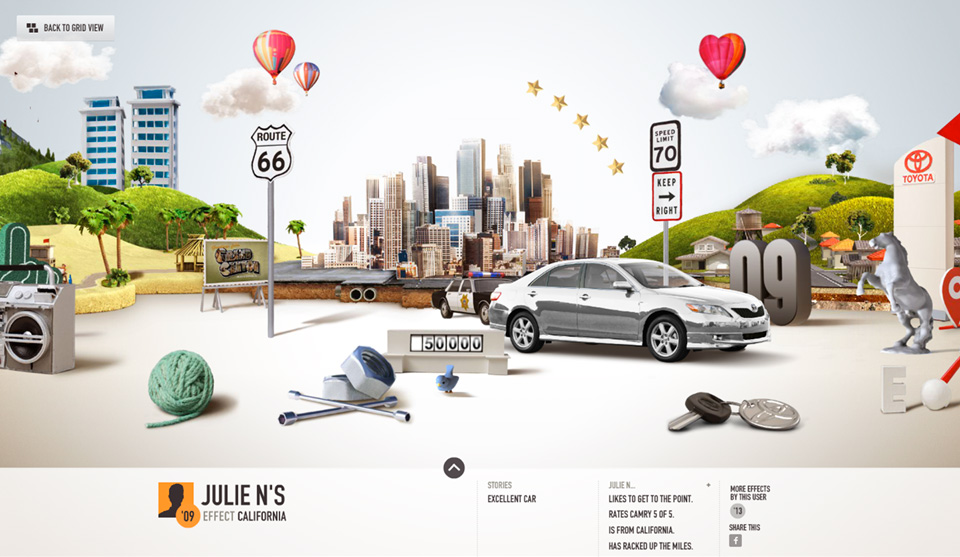 BACK TO GRID VIEW
ROUTE
66
SPEED
LIMIT
70
KEEP
RIGHT
TOYOTA
09
50000
E
JULIE N'S
'09 EFFECT CALIFORNIA
STORIES
EXCELLENT CAR
JULIE N...
LIKES TO GET TO THE POINT.
RATES CAMRY 5 OF 5.
IS FROM CALIFORNIA.
HAS RACKED UP THE MILES.
MORE EFFECTS
BY THIS USER
'13
SHARE THIS
f